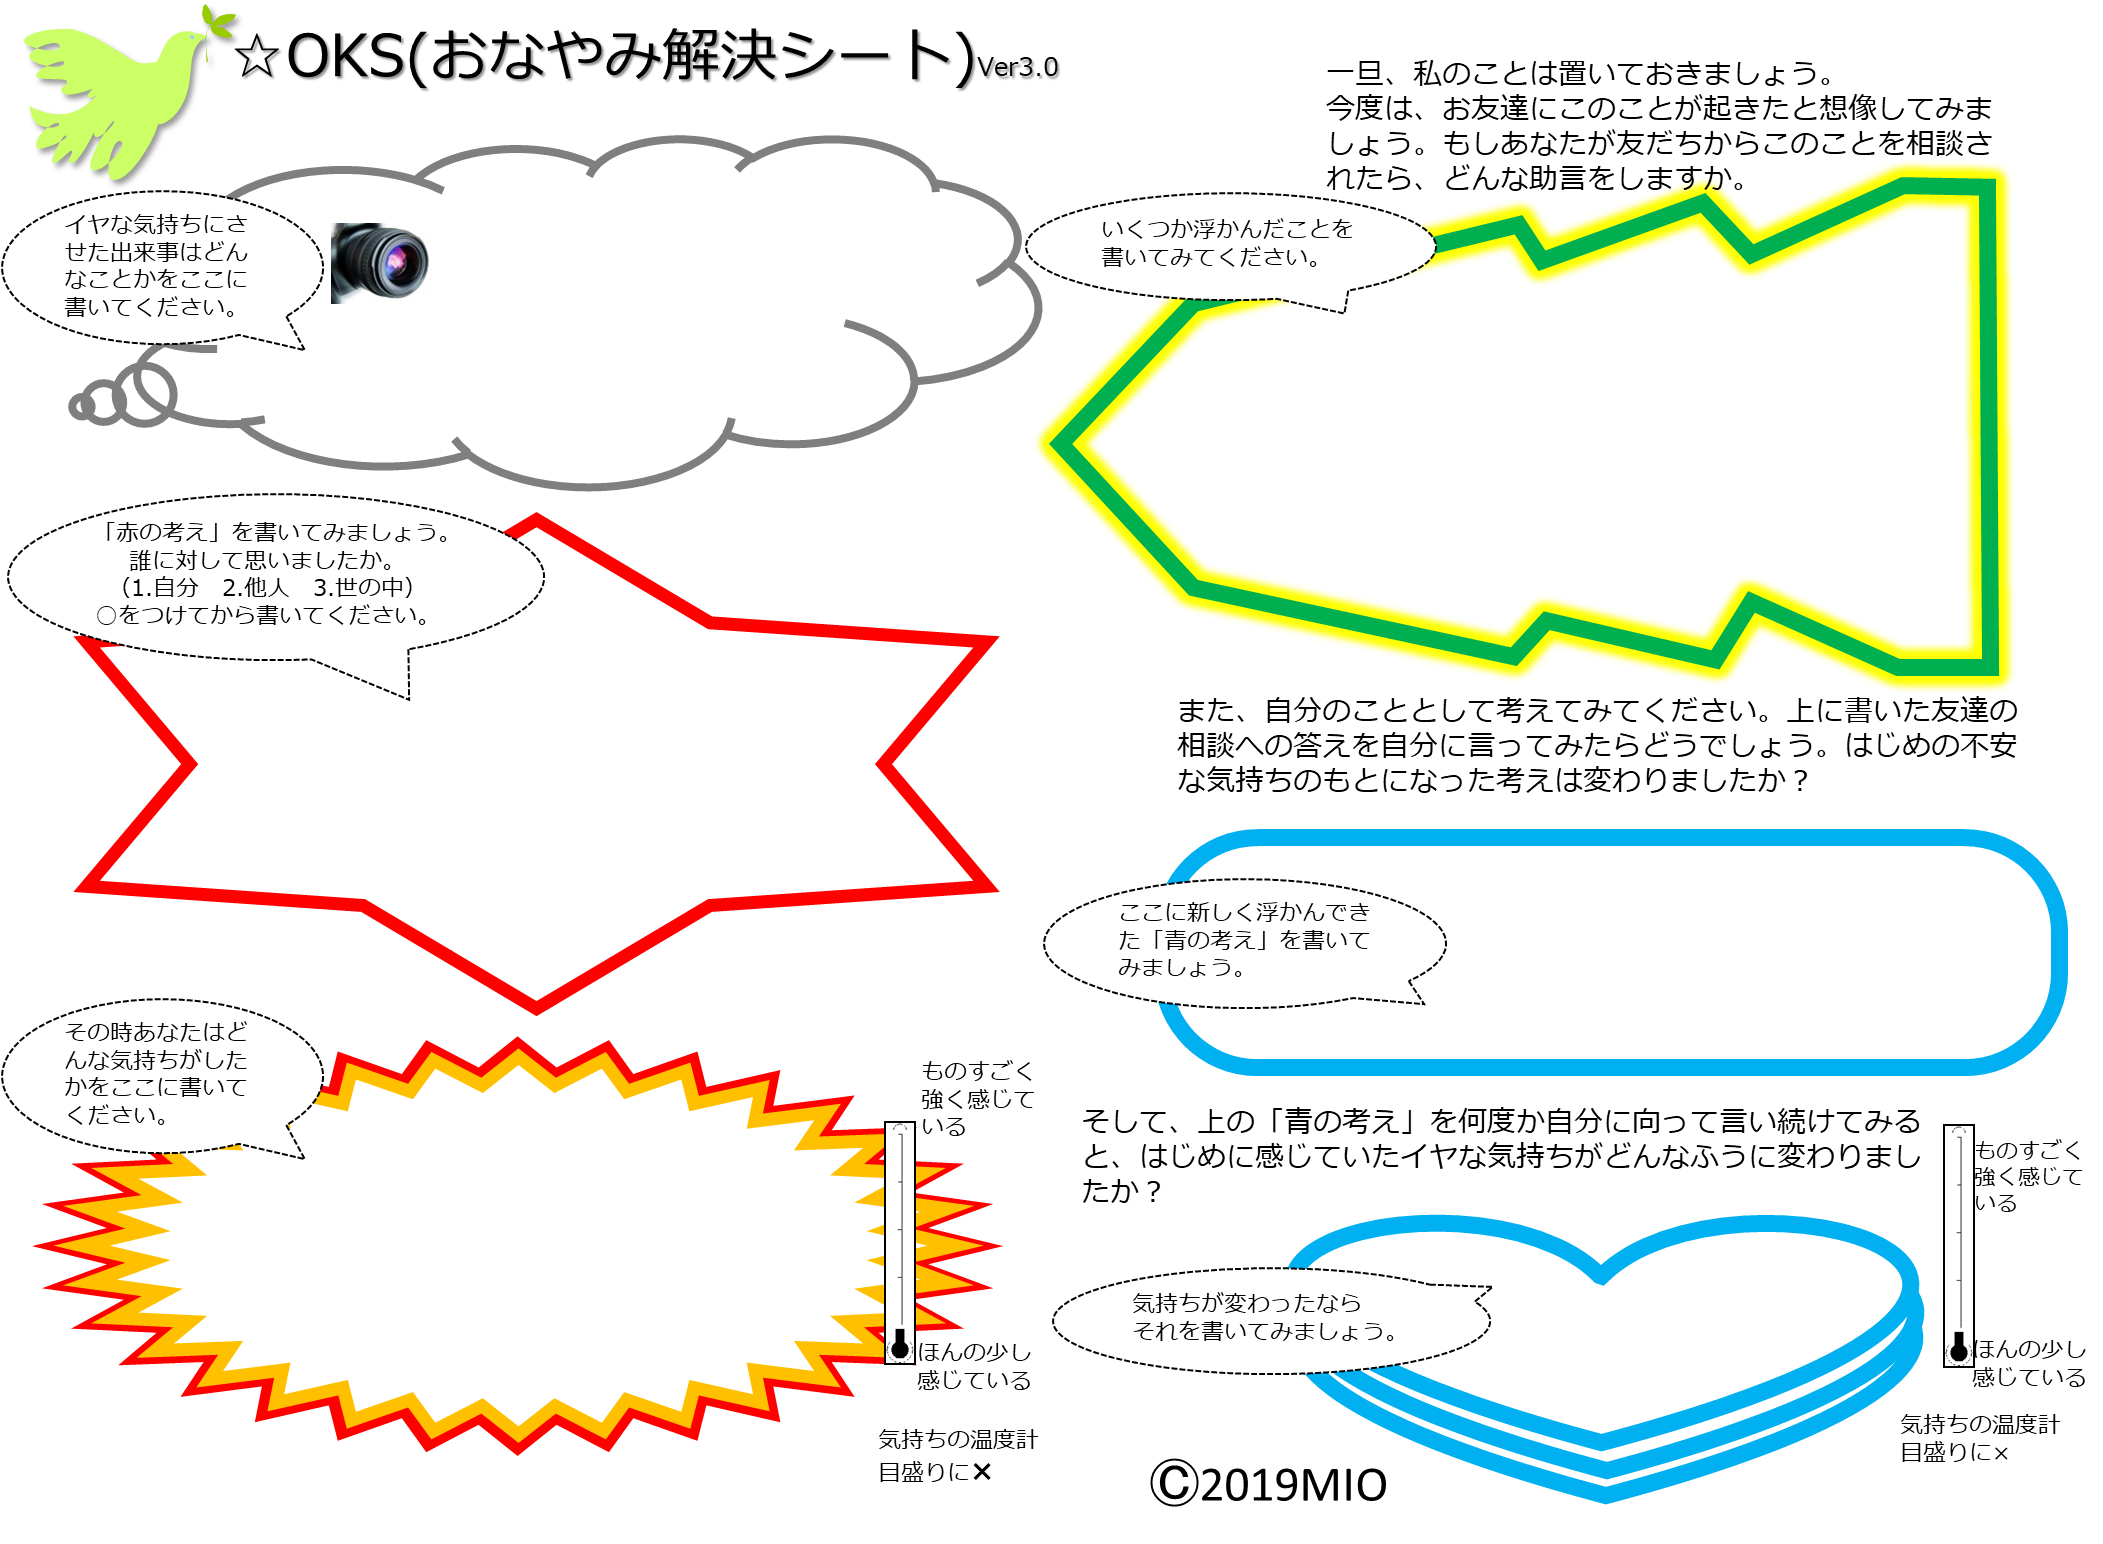 ☆OKS(おなやみ解決シート)Ver3.0
イヤな気持ちにさ
せた出来事はどん
なことかをここに
書いてください。
「赤の考え」を書いてみましょう。
誰に対して思いましたか。
（1.自分　2.他人　3.世の中）
○をつけてから書いてください。
その時あなたはど
んな気持ちがした
かをここに書いて
ください。
ものすごく
強く感じて
いる
ほんの少し
感じている
気持ちの温度計
目盛りに×
一旦、私のことは置いておきましょう。
今度は、お友達にこのことが起きたと想像してみま
しょう。もしあなたが友だちからこのことを相談さ
れたら、どんな助言をしますか。
いくつか浮かんだことを
書いてみてください。
また、自分のこととして考えてみてください。上に書いた友達の
相談への答えを自分に言ってみたらどうでしょう。はじめの不安
な気持ちのもとになった考えは変わりましたか？
ここに新しく浮かんでき
た「青の考え」を書いて
みましょう。
そして、上の「青の考え」を何度か自分に向って言い続けてみる
と、はじめに感じていたイヤな気持ちがどんなふうに変わりまし
たか？
気持ちが変わったなら
それを書いてみましょう。
ものすごく
強く感じて
いる
ほんの少し
感じている
気持ちの温度計
目盛りに×
Ⓒ2019MIO